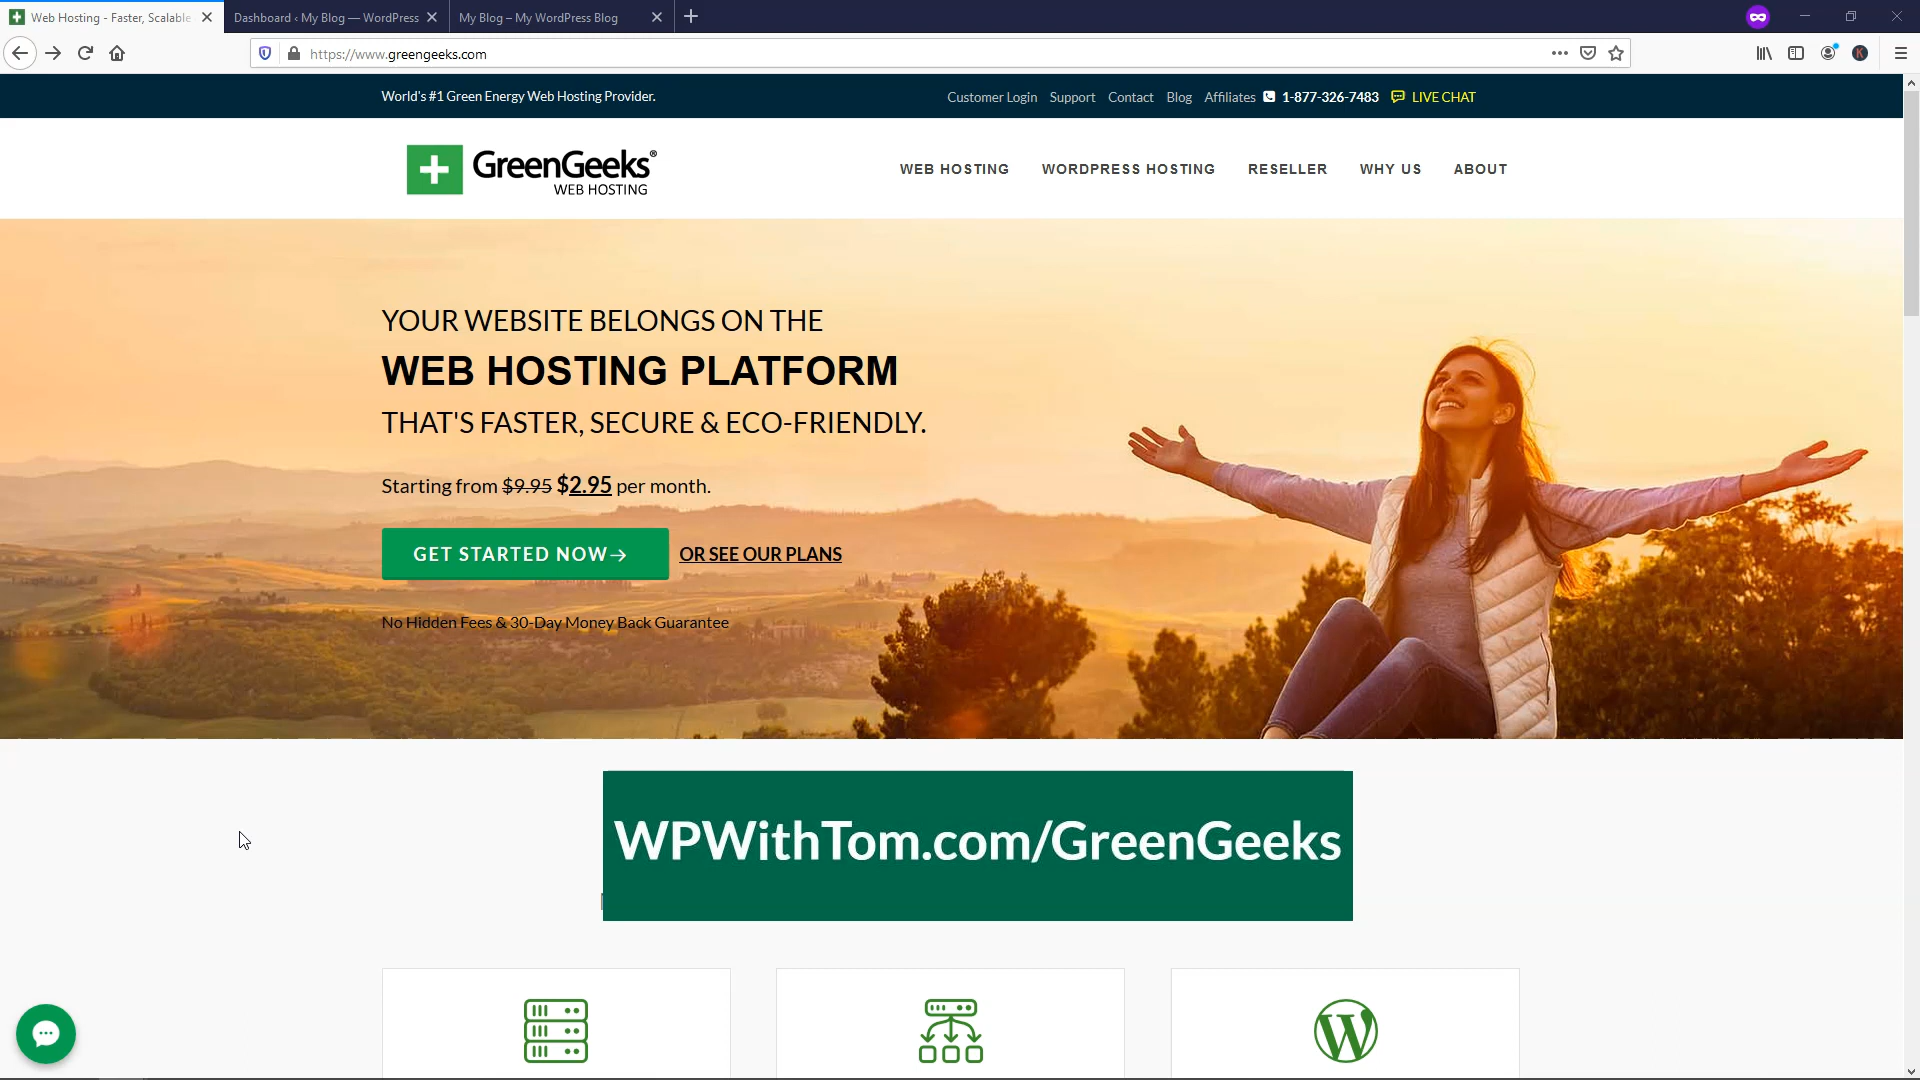 Web Hosting - Faster, Scalable
Dashboard ‹ My Blog — WordPress
My Blog – My WordPress Blog
https://www.greengeeks.com
World's #1 Green Energy Web Hosting Provider.
Customer Login Support Contact Blog Affiliates 1-877-326-7483 LIVE CHAT
GreenGeeks®
WEB HOSTING
WEB HOSTING WORDPRESS HOSTING RESELLER WHY US ABOUT
YOUR WEBSITE BELONGS ON THE
WEB HOSTING PLATFORM
THAT'S FASTER, SECURE & ECO-FRIENDLY.
Starting from $9.95 $2.95 per month.
GET STARTED NOW→ OR SEE OUR PLANS
No Hidden Fees & 30-Day Money Back Guarantee
WPWithTom.com/GreenGeeks